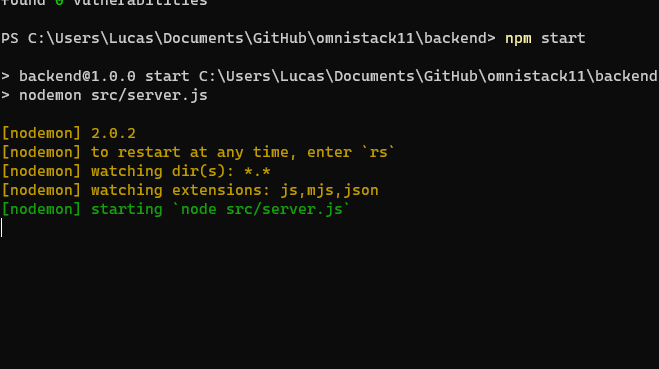 found 0 vulnerabilities
PS C:\Users\Lucas\Documents\GitHub\omnistack11\backend> npm start
> backend@1.0.0 start C:\Users\Lucas\Documents\GitHub\omnistack11\backend
> nodemon src/server.js
[nodemon] 2.0.2
[nodemon] to restart at any time, enter `rs`
[nodemon] watching dir(s): *.*
[nodemon] watching extensions: js,mjs,json
[nodemon] starting `node src/server.js`